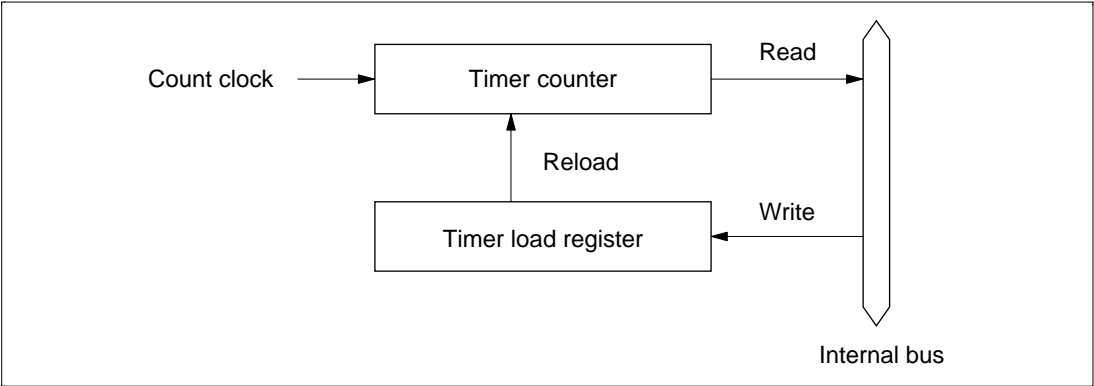 Read
Count clock
Timer counter
Reload
Write
Timer load register
Internal bus